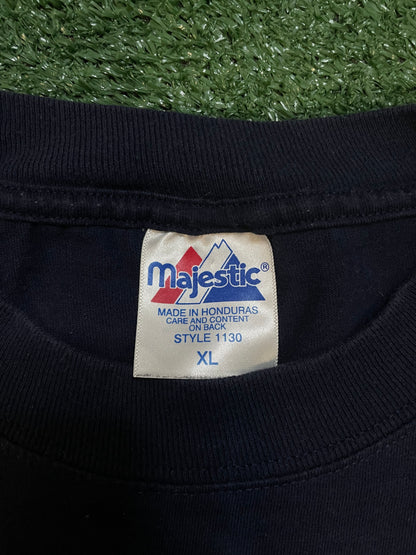 majestic®
MADE IN HONDURAS
CARE AND CONTENT
ON BACK
STYLE 1130
XL